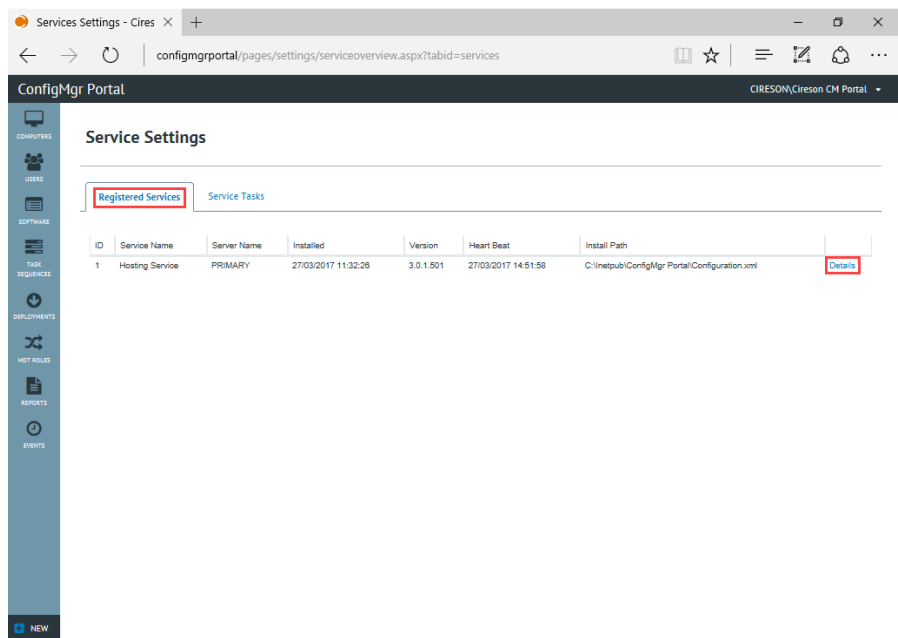 Services Settings - Cires
configmgrportal/pages/settings/serviceoverview.aspx?tabid=services
ConfigMgr Portal CIRESON\Cireson CM Portal
COMPUTERS
Service Settings
USERS
Registered Services Service Tasks
SOFTWARE
ID Service Name Server Name Installed Version Heart Beat Install Path
1 Hosting Service PRIMARY 27/03/2017 11:32:26 3.0.1.501 27/03/2017 14:51:58 C:\Inetpub\ConfigMgr Portal\Configuration.xml Details
TASK
SEQUENCES
DEPLOYMENTS
MDT ROLES
REPORTS
EVENTS
NEW